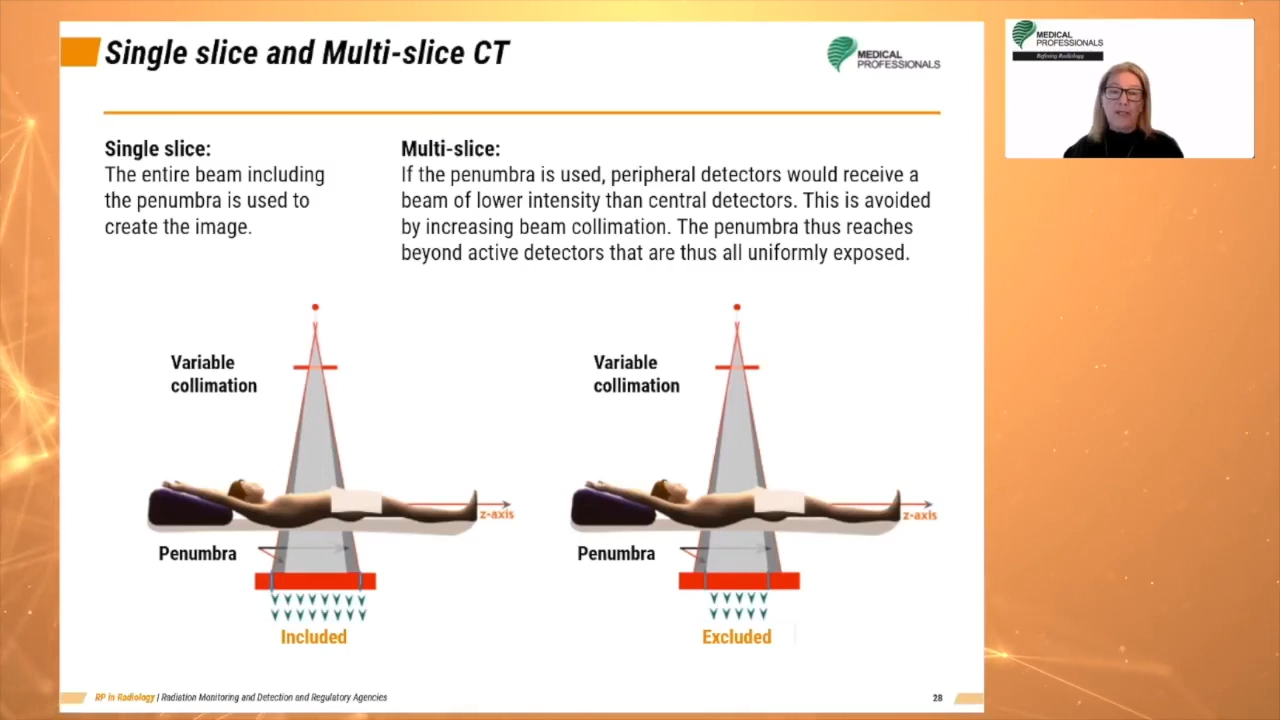 Single slice and Multi-slice CT
MEDICAL
PROFESSIONALS
MEDICAL
PROFESSIONALS
Refining Radiology
Single slice:
The entire beam including
the penumbra is used to
create the image.
Multi-slice:
If the penumbra is used, peripheral detectors would receive a
beam of lower intensity than central detectors. This is avoided
by increasing beam collimation. The penumbra thus reaches
beyond active detectors that are thus all uniformly exposed.
Variable
collimation
z-axis
Penumbra
Included
Variable
collimation
z-axis
Penumbra
Excluded
RP in Radiology | Radiation Monitoring and Detection and Regulatory Agencies
28